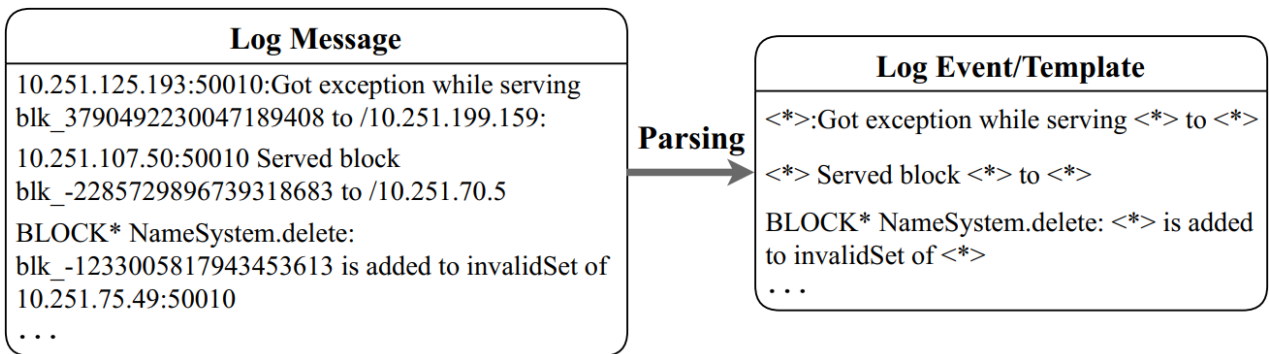 Log Message
10.251.125.193:50010:Got exception while serving
blk_3790492230047189408 to /10.251.199.159:
10.251.107.50:50010 Served block
blk_-2285729896739318683 to /10.251.70.5
BLOCK* NameSystem.delete:
blk_-1233005817943453613 is added to invalidSet of
10.251.75.49:50010
...
Parsing
Log Event/Template
<*>:Got exception while serving <*> to <*>
<*> Served block <*> to <*>
BLOCK* NameSystem.delete: <*> is added
to invalidSet of <*>
...